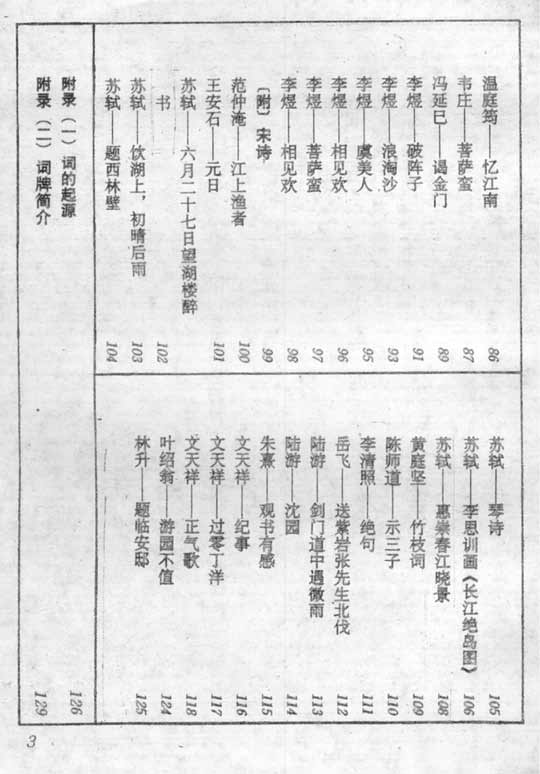 温庭筠——忆江南 86
韦庄——菩萨蛮 87
冯延巳——谒金门 89
李煜——破阵子 91
李煜——浪淘沙 93
李煜——虞美人 95
李煜——相见欢 96
李煜——菩萨蛮 97
李煜——相见欢 98
〔附〕宋诗 99
范仲淹——江上渔者 100
王安石——元日 101
苏轼——六月二十七日望湖楼醉
书 102
苏轼——饮湖上，初晴后雨 103
苏轼——题西林壁 104
苏轼——琴诗 105
苏轼——李思训画《长江绝岛图》 106
苏轼——惠崇春江晓景 108
黄庭坚——竹枝词 109
陈师道——示三子 110
李清照——绝句 111
岳飞——送紫岩张先生北伐 112
陆游——剑门道中遇微雨 113
陆游——沈园 114
朱熹——观书有感 115
文天祥——纪事 116
文天祥——过零丁洋 117
文天祥——正气歌 118
叶绍翁——游园不值 124
林升——题临安邸 125
附录（一）词的起源 126
附录（二）词牌简介 129
3